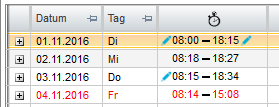 Datum Tag
01.11.2016 Di 08:00 – 18:15
02.11.2016 Mi 08:18 – 18:27
03.11.2016 Do 08:15 – 18:34
04.11.2016 Fr 08:14 – 15:08